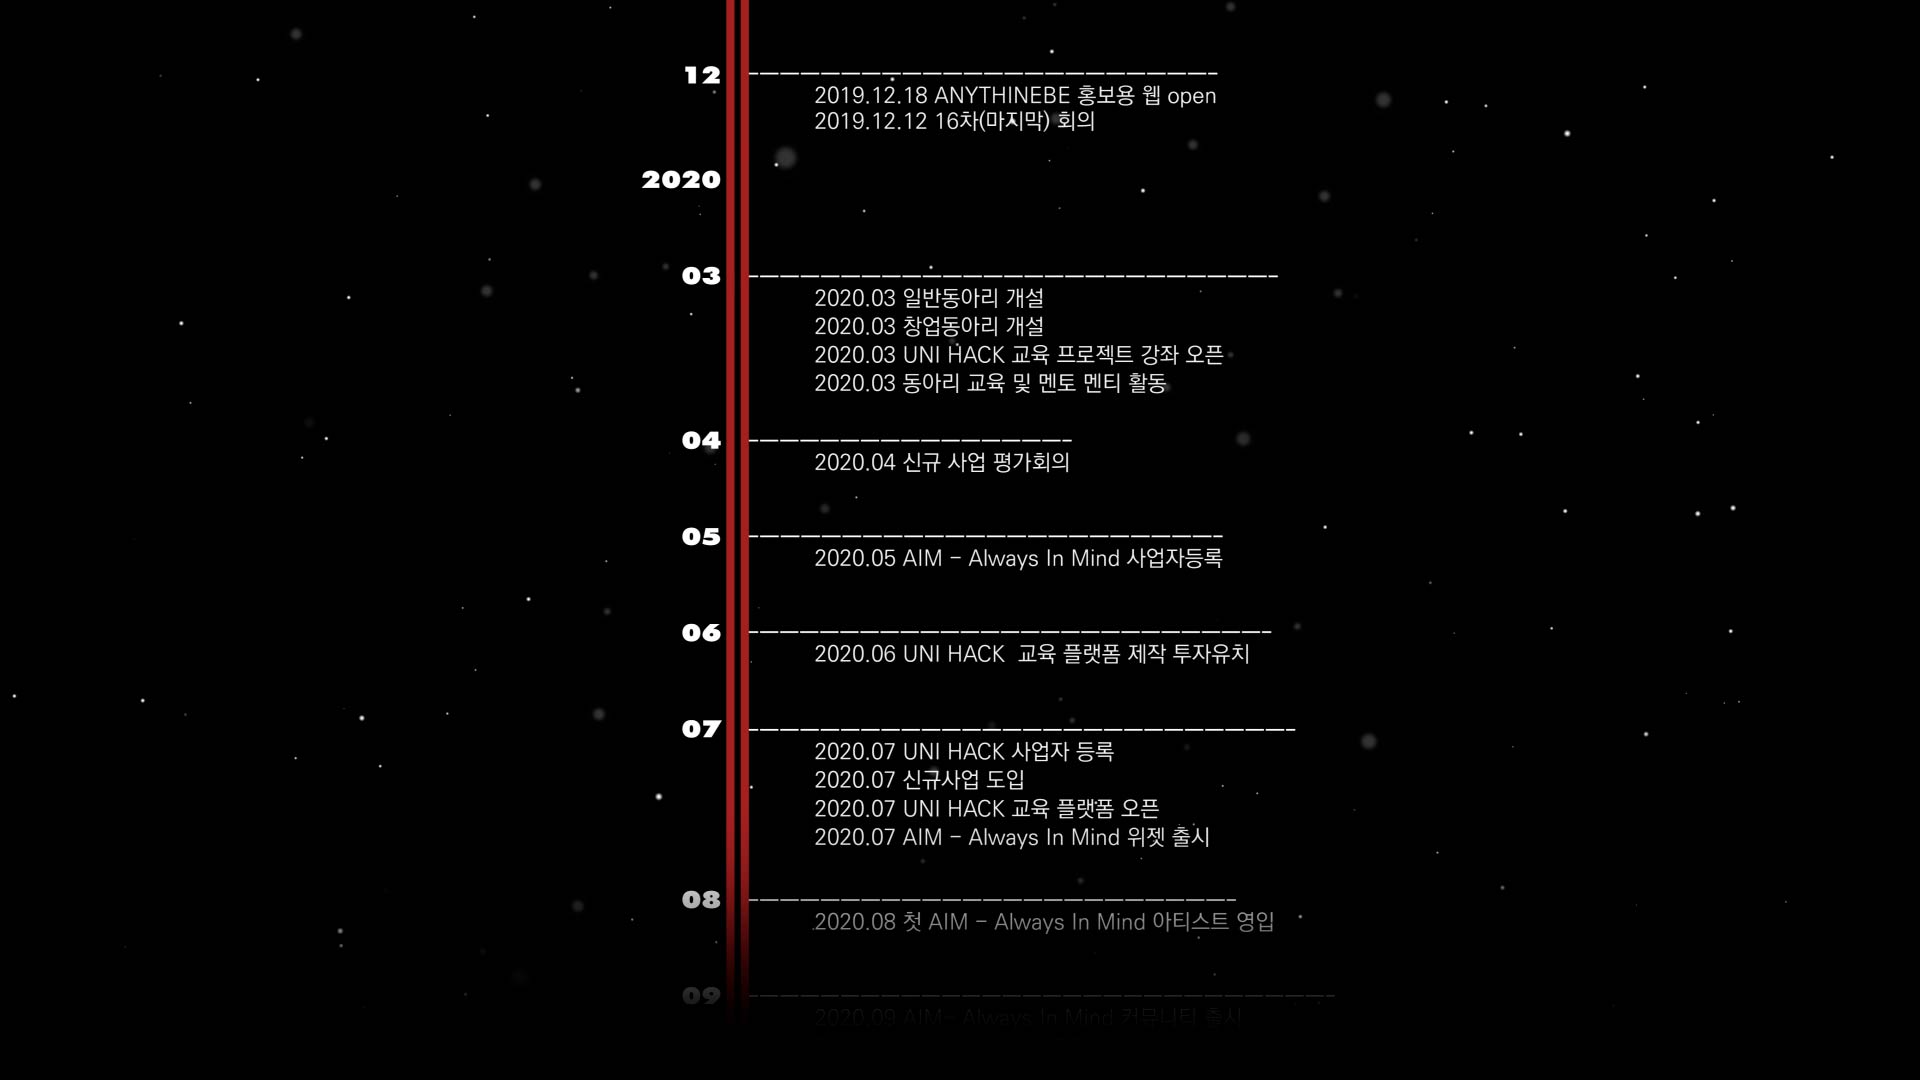 12
2019.12.18 ANYTHINEBE 홍보용 웹 open
2019.12.12 16차(마지막) 회의
2020
03
2020.03 일반동아리 개설
2020.03 창업동아리 개설
2020.03 UNI HACK 교육 프로젝트 강좌 오픈
2020.03 동아리 교육 및 멘토 멘티 활동
04
2020.04 신규 사업 평가회의
05
2020.05 AIM - Always In Mind 사업자등록
06
2020.06 UNI HACK  교육 플랫폼 제작 투자유치
07
2020.07 UNI HACK 사업자 등록
2020.07 신규사업 도입
2020.07 UNI HACK 교육 플랫폼 오픈
2020.07 AIM - Always In Mind 위젯 출시
08
2020.08 첫 AIM - Always In Mind 아티스트 영입
09
2020.09 AIM- Always In Mind 커뮤니티 출시